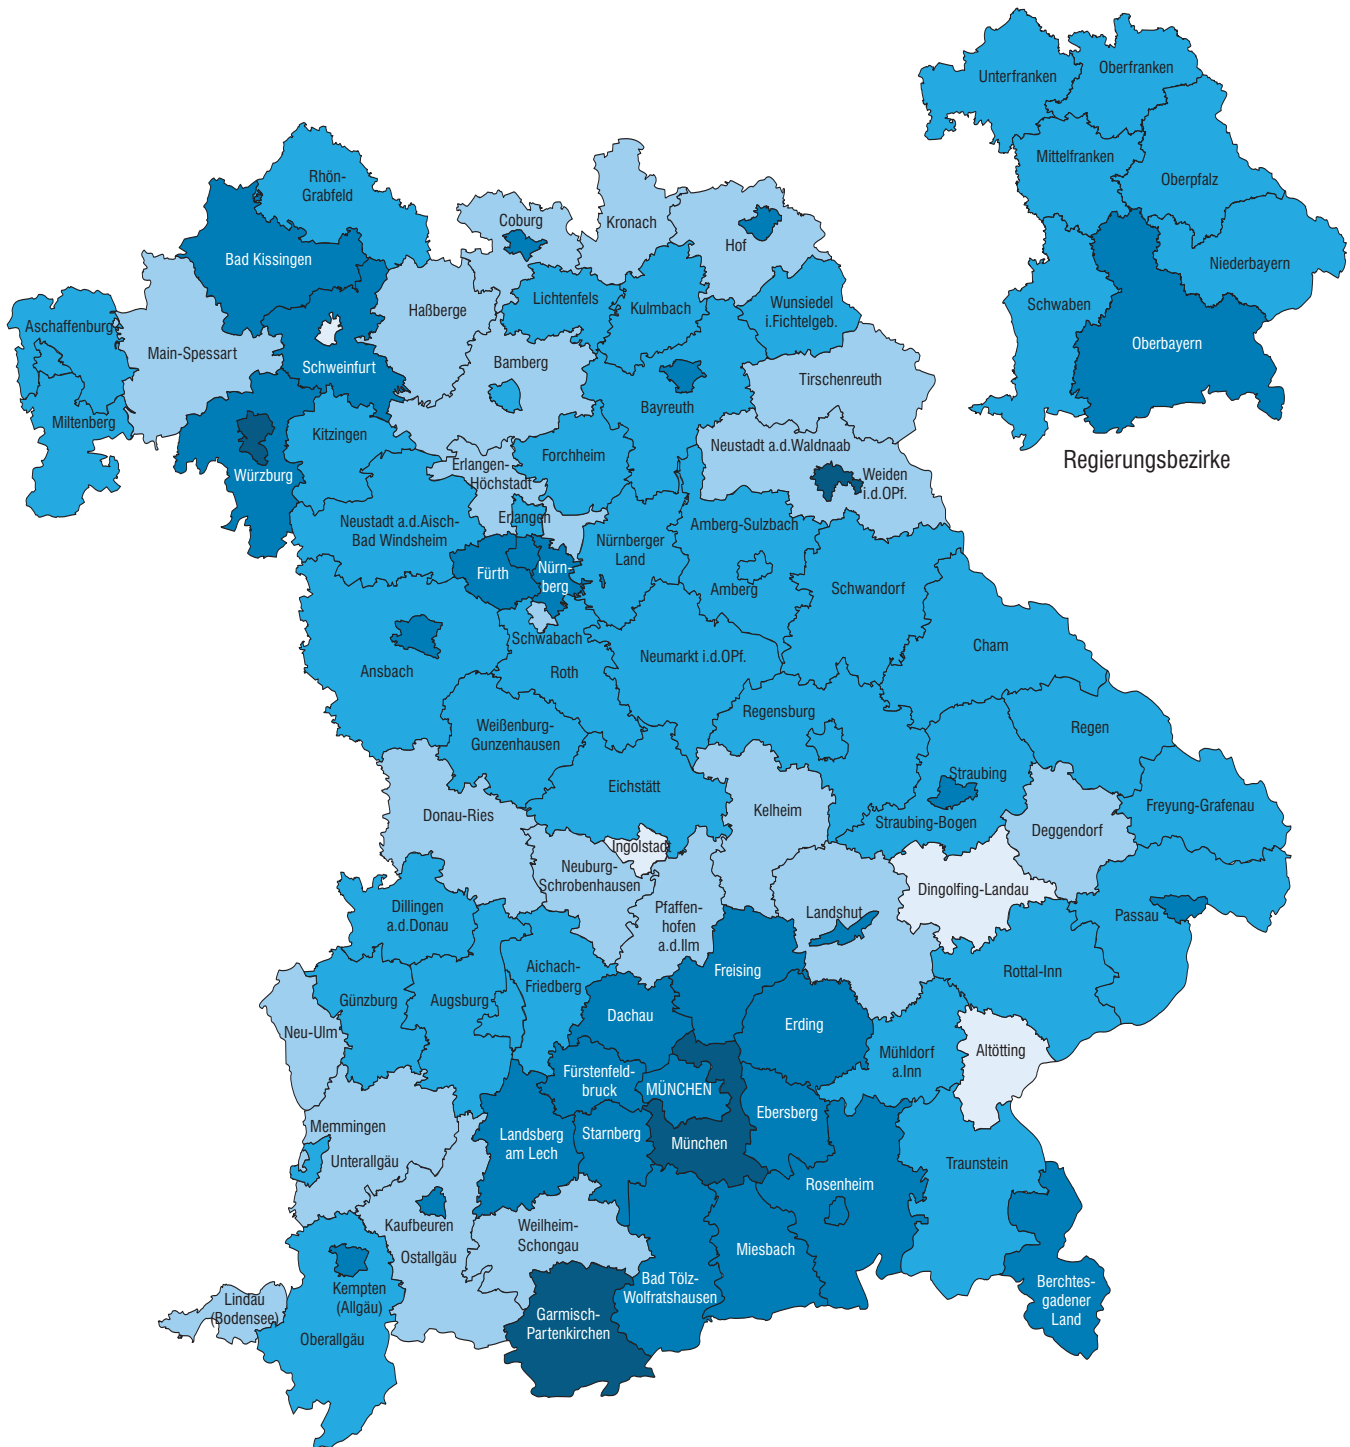 Unterfranken
Oberfranken
Mittelfranken
Oberpfalz
Niederbayern
Schwaben
Oberbayern
Regierungsbezirke
Rhön-
Grabfeld
Coburg
Kronach
Hof
Bad Kissingen
Lichtenfels
Kulmbach
Wunsiedel
i.Fichtelgeb.
Haßberge
Aschaffenburg
Main-Spessart
Schweinfurt
Bamberg
Tirschenreuth
Bayreuth
Miltenberg
Kitzingen
Neustadt a.d.Waldnaab
Forchheim
Erlangen-
Höchstadt
Würzburg
Weiden
i.d.OPf.
Erlangen
Neustadt a.d.Aisch-
Bad Windsheim
Amberg-Sulzbach
Nürnberger
Land
Fürth
Nürn-
berg
Amberg
Schwandorf
Schwabach
Cham
Ansbach
Roth
Neumarkt i.d.OPf.
Regensburg
Weißenburg-
Gunzenhausen
Regen
Straubing
Eichstätt
Freyung-Grafenau
Donau-Ries
Kelheim
Straubing-Bogen
Deggendorf
Ingolstadt
Neuburg-
Schrobenhausen
Dingolfing-Landau
Dillingen
a.d.Donau
Pfaffen-
hofen
a.d.Ilm
Landshut
Passau
Aichach-
Friedberg
Freising
Rottal-Inn
Günzburg
Augsburg
Neu-Ulm
Dachau
Erding
Mühldorf
a.Inn
Altötting
Fürstenfeld-
bruck
MÜNCHEN
Ebersberg
Memmingen
Landsberg
am Lech
Starnberg
München
Unterallgäu
Traunstein
Rosenheim
Kaufbeuren
Weilheim-
Schongau
Ostallgäu
Miesbach
Bad Tölz-
Wolfratshausen
Berchtes-
gadener
Land
Kempten
(Allgäu)
Lindau
(Bodensee)
Garmisch-
Partenkirchen
Oberallgäu